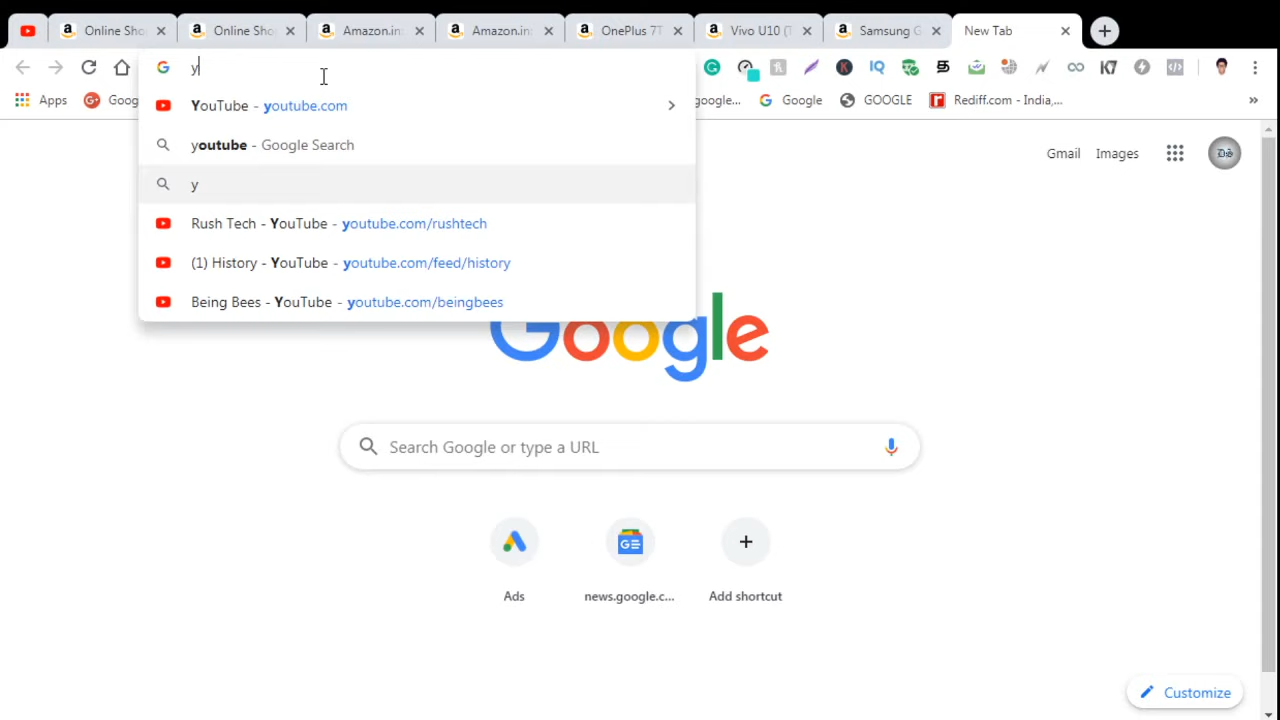 Online Sho
Online Sho
Amazon.in
Amazon.in
OnePlus 7T
Vivo U10 (T
Samsung G
New Tab
y
Apps
Goog
google...
Google
GOOGLE
Rediff.com - India,...
YouTube - youtube.com
youtube - Google Search
y
Rush Tech - YouTube - youtube.com/rushtech
(1) History - YouTube - youtube.com/feed/history
Being Bees - YouTube - youtube.com/beingbees
Gmail Images
Google
Search Google or type a URL
Ads
news.google.c...
Add shortcut
Customize